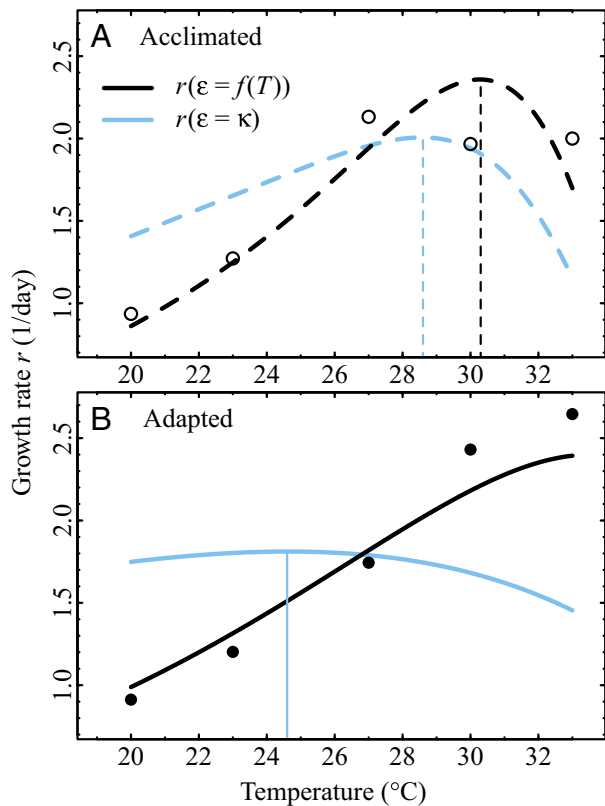 A Acclimated
r(ε = f(T))
r(ε = κ)
2.5
2.0
1.5
1.0
20 22 24 26 28 30 32
Growth rate r (1/day)
B Adapted
2.5
2.0
1.5
1.0
20 22 24 26 28 30 32
Temperature (°C)